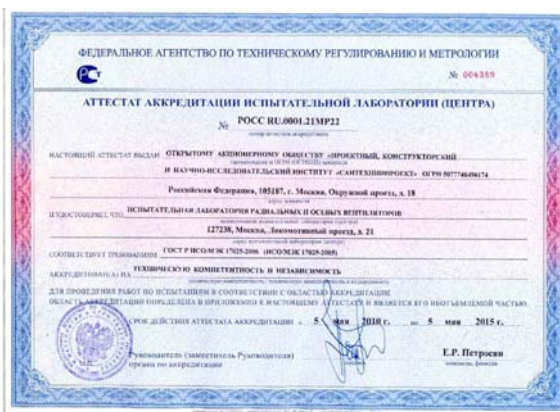 ФЕДЕРАЛЬНОЕ АГЕНТСТВО ПО ТЕХНИЧЕСКОМУ РЕГУЛИРОВАНИЮ И МЕТРОЛОГИИ
№ 004389
АТТЕСТАТ АККРЕДИТАЦИИ ИСПЫТАТЕЛЬНОЙ ЛАБОРАТОРИИ (ЦЕНТРА)
№ РОСС RU.0001.21МР22
НАСТОЯЩИЙ АТТЕСТАТ ВЫДАН ОТКРЫТОМУ АКЦИОНЕРНОМУ ОБЩЕСТВУ «ПРОЕКТНЫЙ, КОНСТРУКТОРСКИЙ
И НАУЧНО-ИССЛЕДОВАТЕЛЬСКИЙ ИНСТИТУТ «САНТЕХНИИПРОЕКТ» ОГРН 5077746456174
Российская Федерация, 105187, г. Москва, Окружной проезд, д. 18
И УДОСТОВЕРЯЕТ, ЧТО ИСПЫТАТЕЛЬНАЯ ЛАБОРАТОРИЯ РАДИАЛЬНЫХ И ОСЕВЫХ ВЕНТИЛЯТОРОВ
127238, Москва, Локомотивный проезд, д. 21
СООТВЕТСТВУЕТ ТРЕБОВАНИЯМ ГОСТ Р ИСО/МЭК 17025-2006 (ИСО/МЭК 17025-2005)
АККРЕДИТОВАН(А) НА ТЕХНИЧЕСКУЮ КОМПЕТЕНТНОСТЬ И НЕЗАВИСИМОСТЬ
ДЛЯ ПРОВЕДЕНИЯ РАБОТ ПО ИСПЫТАНИЯМ В СООТВЕТСТВИИ С ОБЛАСТЬЮ АККРЕДИТАЦИИ.
ОБЛАСТЬ АККРЕДИТАЦИИ ОПРЕДЕЛЕНА В ПРИЛОЖЕНИИ К НАСТОЯЩЕМУ АТТЕСТАТУ И ЯВЛЯЕТСЯ ЕГО НЕОТЪЕМЛЕМОЙ ЧАСТЬЮ.
СРОК ДЕЙСТВИЯ АТТЕСТАТА АККРЕДИТАЦИИ с 5 мая 2010 г. по 5 мая 2015 г.
Руководитель (заместитель Руководителя)
органа по аккредитации
Е.Р. Петросян